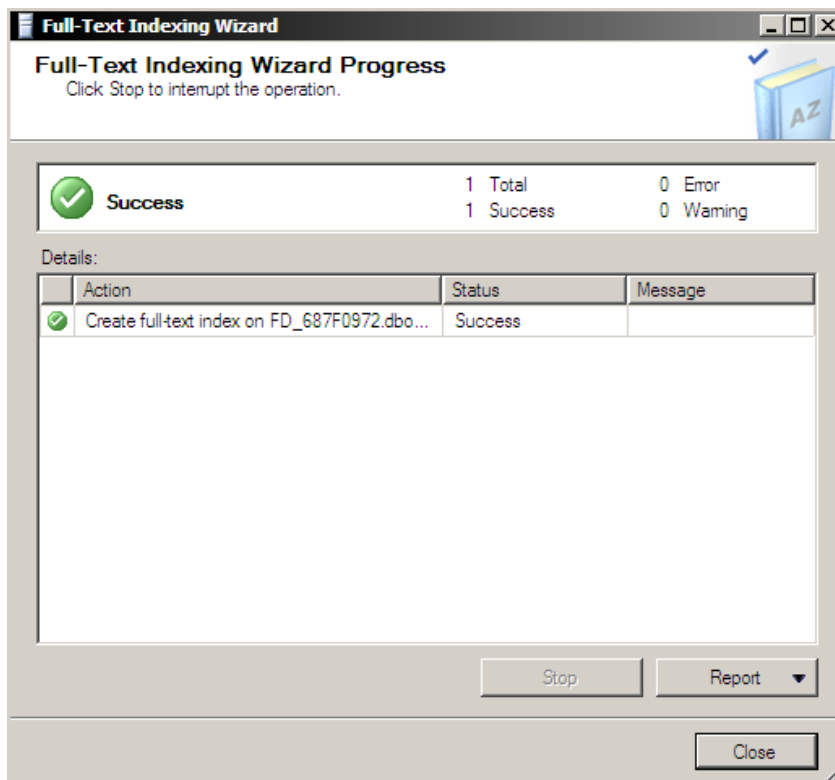 Full-Text Indexing Wizard
Full-Text Indexing Wizard Progress
Click Stop to interrupt the operation.
AZ
Success 1 Total 0 Error
1 Success 0 Warning
Details:
Action Status Message
Create full-text index on FD_687F0972.dbo... Success
Stop Report
Close